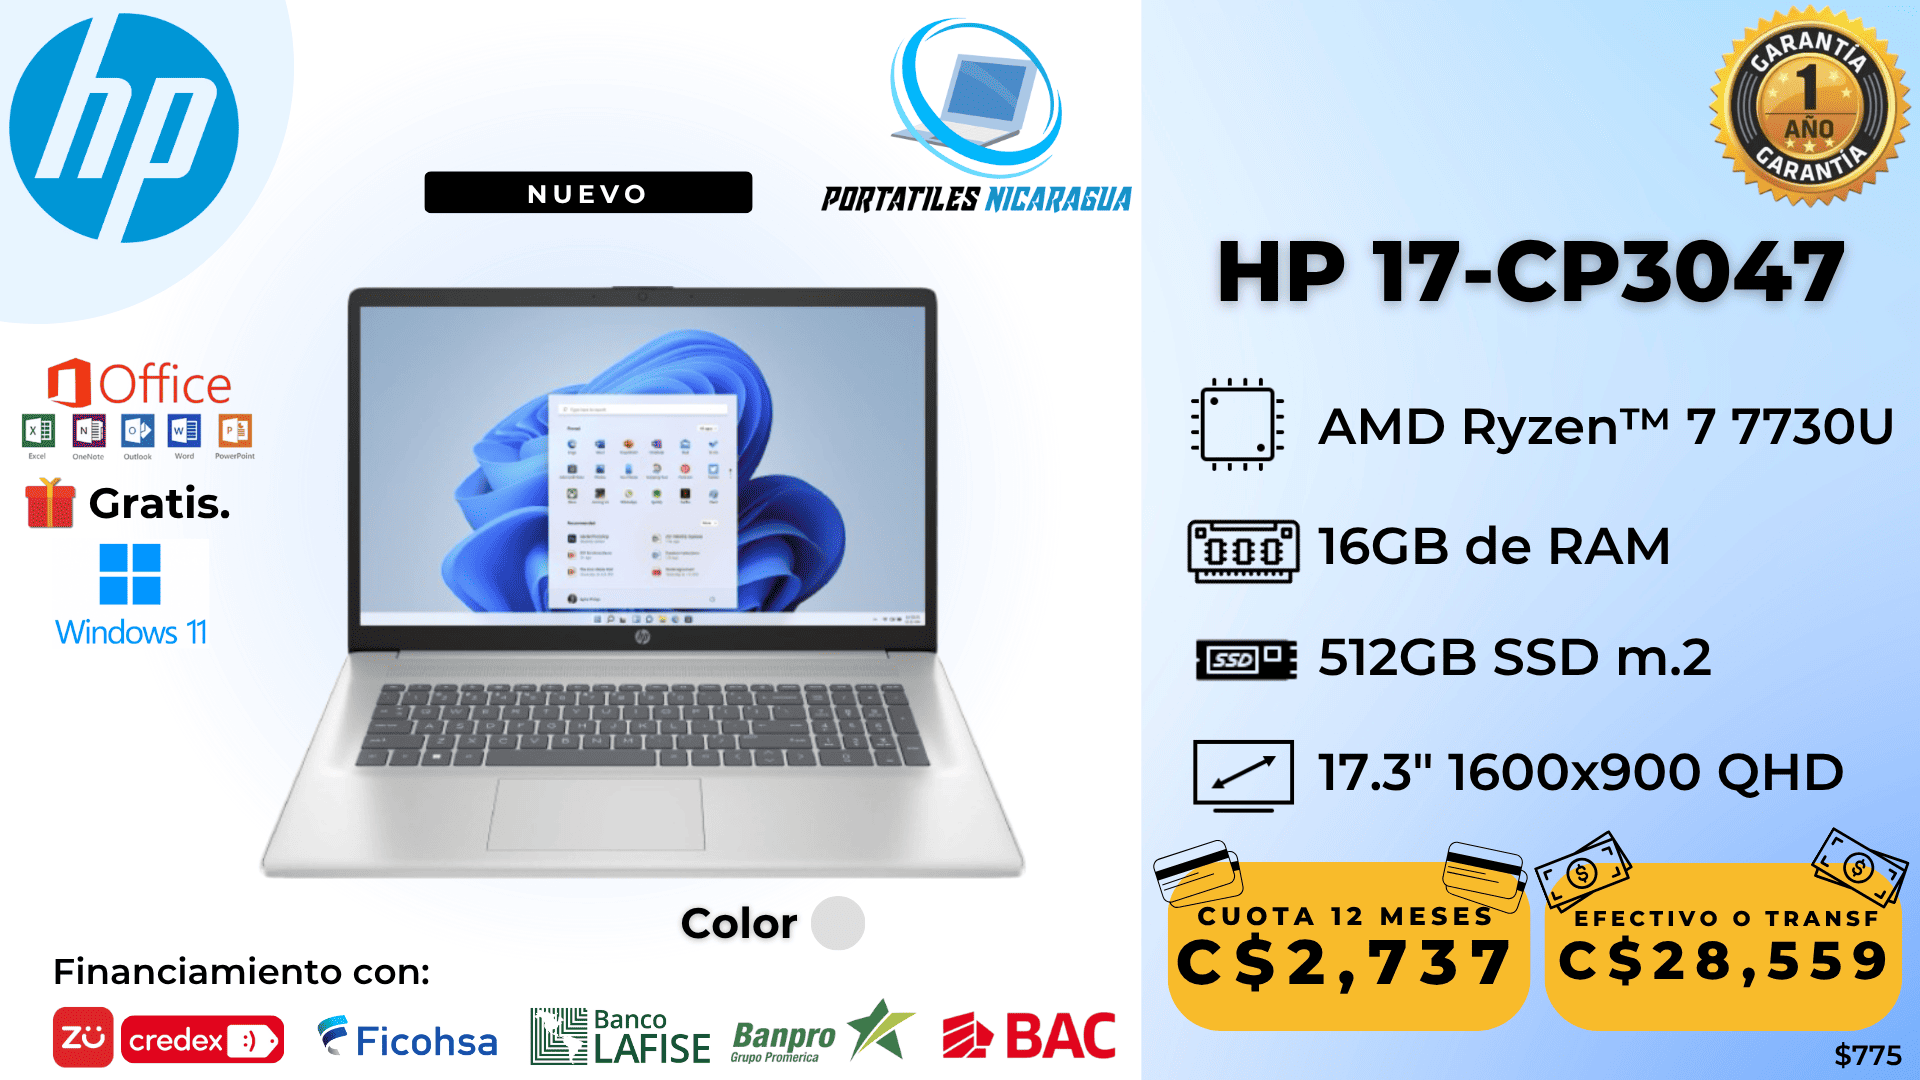 hp
NUEVO
PORTATILES NICARAGUA
Office
Excel
OneNote
Outlook
Word
PowerPoint
Gratis.
Windows 11
hp
Color
Financiamiento con:
ZU
credex :)
Ficohsa
Banco
LAFISE
Banpro
Grupo Promerica
BAC
GARANTÍA
1
AÑO
GARANTÍA
HP 17-CP3047
AMD Ryzen™ 7 7730U
16GB de RAM
SSD
512GB SSD m.2
17.3" 1600x900 QHD
CUOTA 12 MESES
C$2,737
EFECTIVO O TRANSF
C$28,559
$775